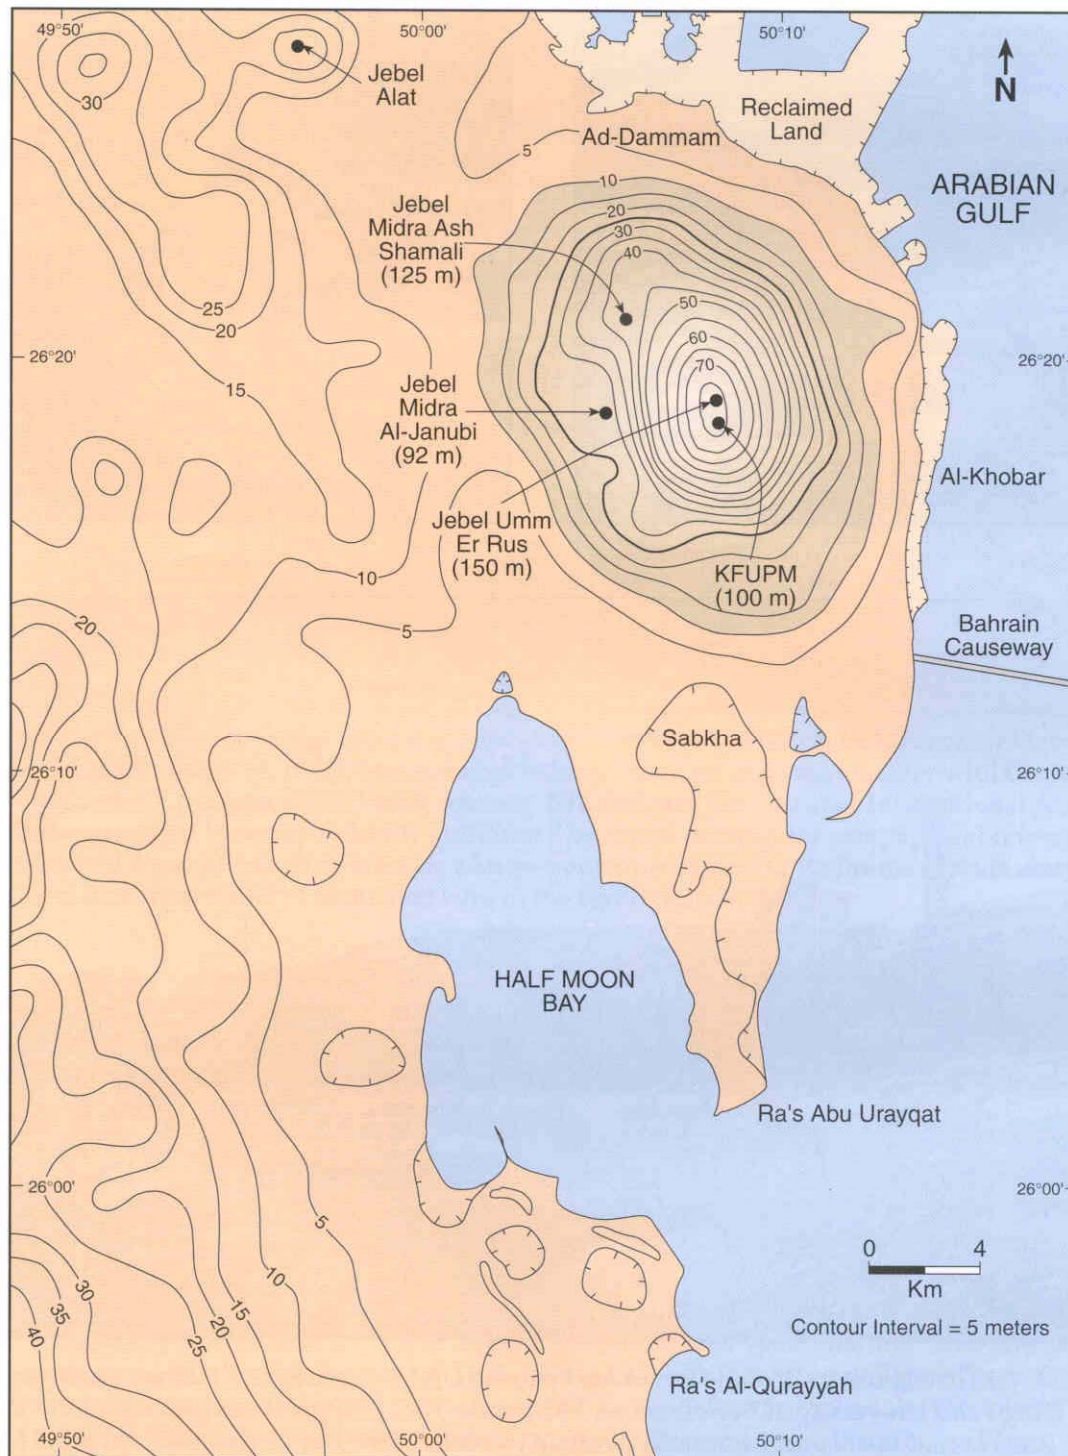 49°50'
50°00'
50°10'
Jebel
Alat
30
N
Reclaimed
Land
Ad-Dammam
5
ARABIAN
GULF
10
20
30
40
Jebel
Midra Ash
Shamali
(125 m)
50
25
20
60
26°20'
26°20'
70
15
Jebel
Midra
Al-Janubi
(92 m)
Al-Khobar
Jebel Umm
Er Rus
(150 m)
10
KFUPM
(100 m)
20
5
Bahrain
Causeway
Sabkha
26°10'
26°10'
HALF MOON
BAY
Ra's Abu Urayqat
26°00'
26°00'
5
0
4
Km
10
30
15
35
20
40
25
Contour Interval = 5 meters
Ra's Al-Qurayyah
49°50'
50°00'
50°10'